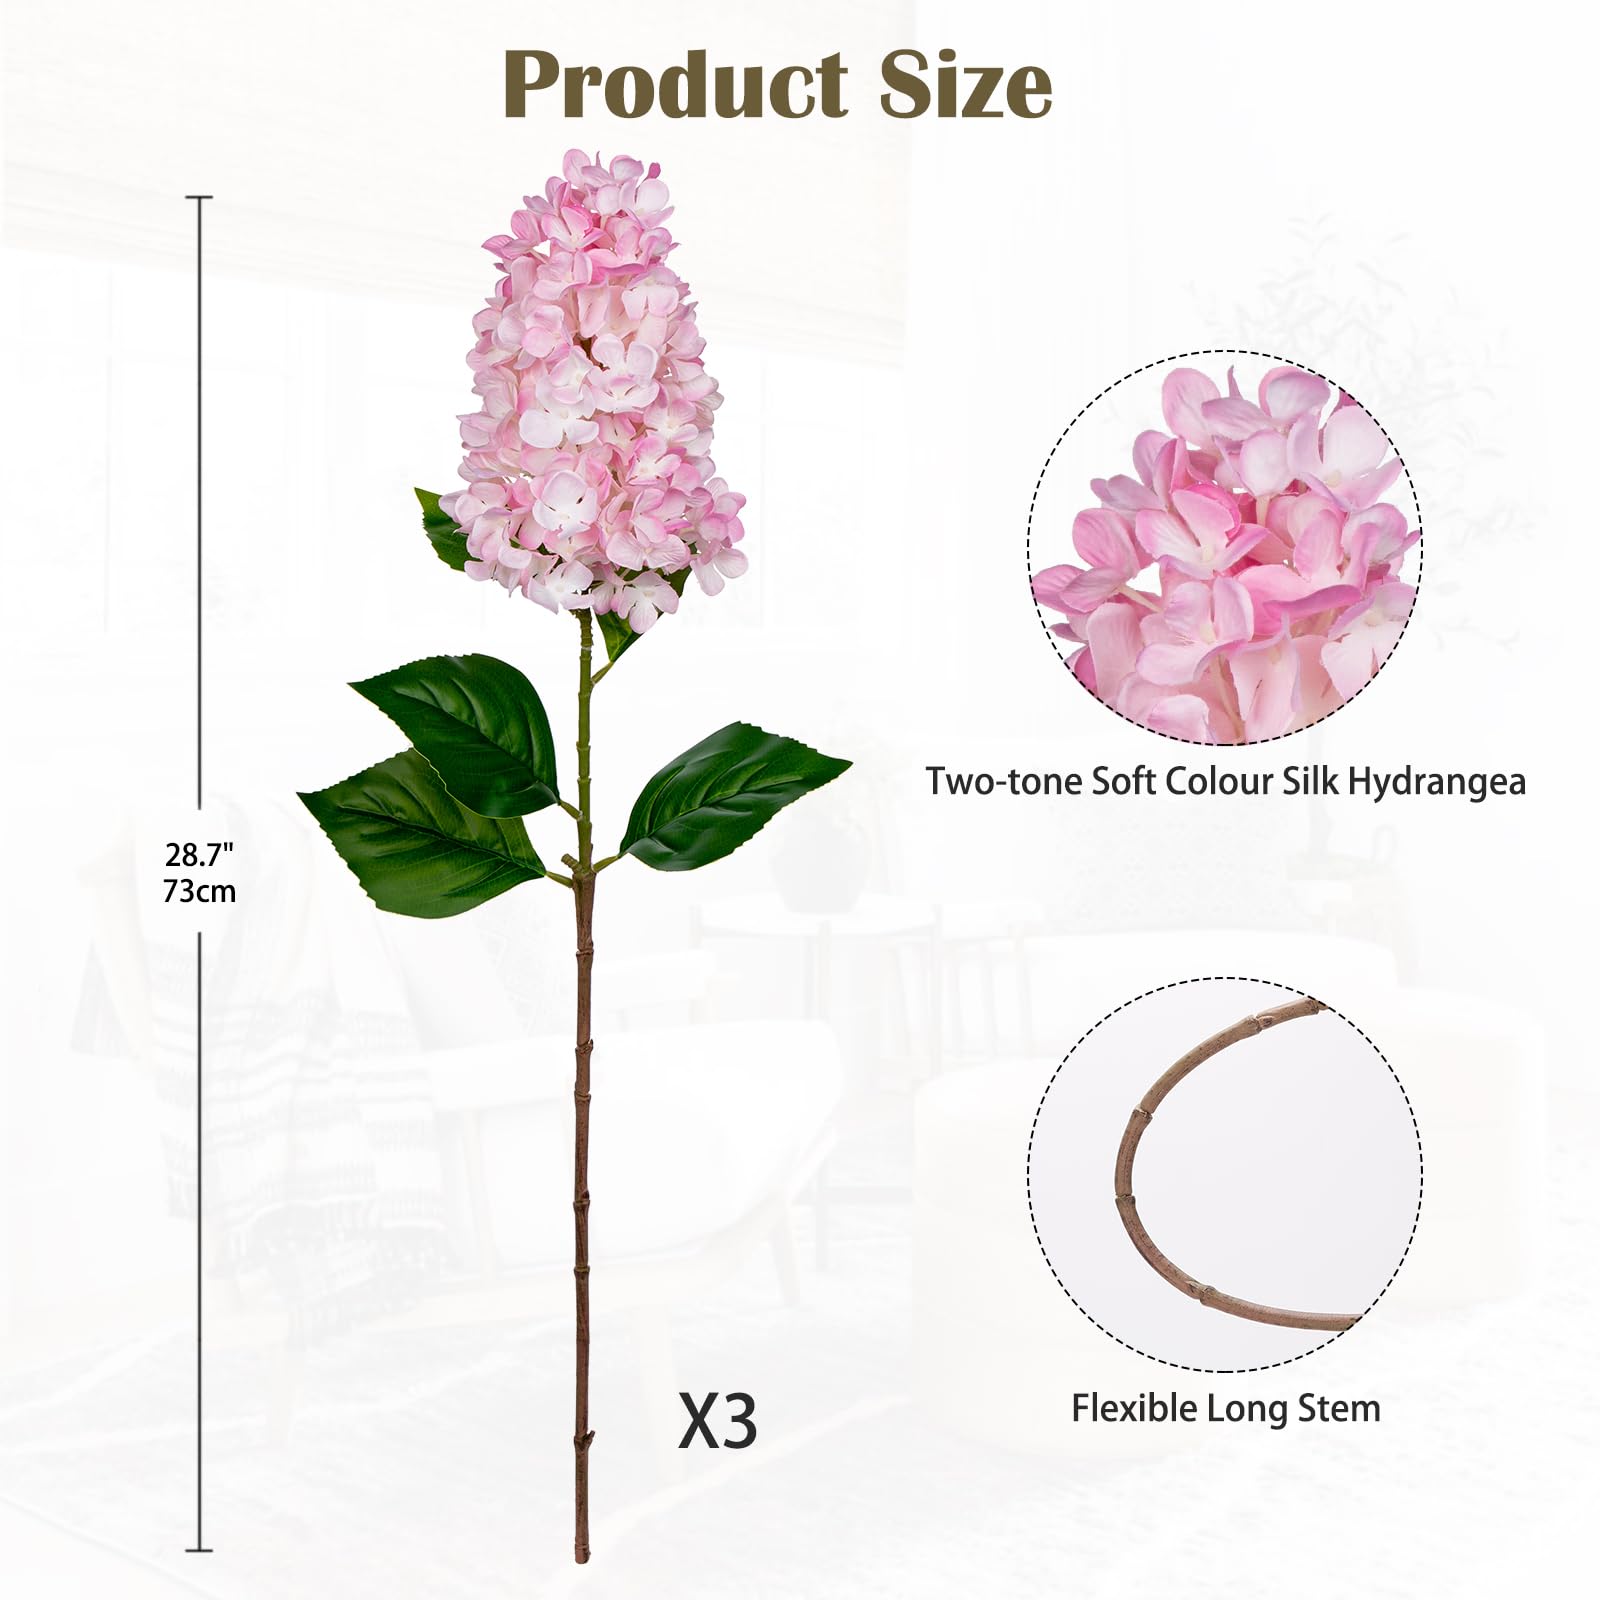 Product Size
28.7"
73cm
Two-tone Soft Colour Silk Hydrangea
X3
Flexible Long Stem